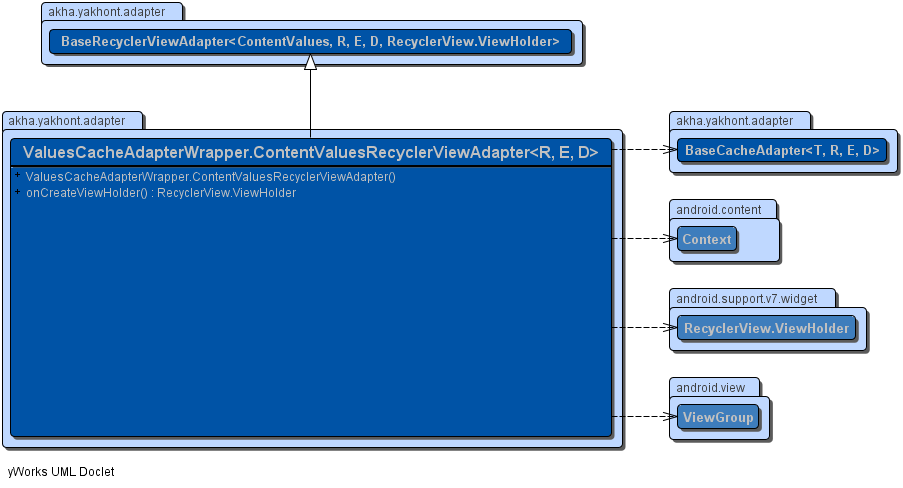 akha.yakhont.adapter
BaseRecyclerViewAdapter<ContentValues, R, E, D, RecyclerView.ViewHolder>
akha.yakhont.adapter
ValuesCacheAdapterWrapper.ContentValuesRecyclerViewAdapter<R, E, D>
+ ValuesCacheAdapterWrapper.ContentValuesRecyclerViewAdapter()
+ onCreateViewHolder() : RecyclerView.ViewHolder
akha.yakhont.adapter
BaseCacheAdapter<T, R, E, D>
android.content
Context
android.support.v7.widget
RecyclerView.ViewHolder
android.view
ViewGroup
yWorks UML Doclet